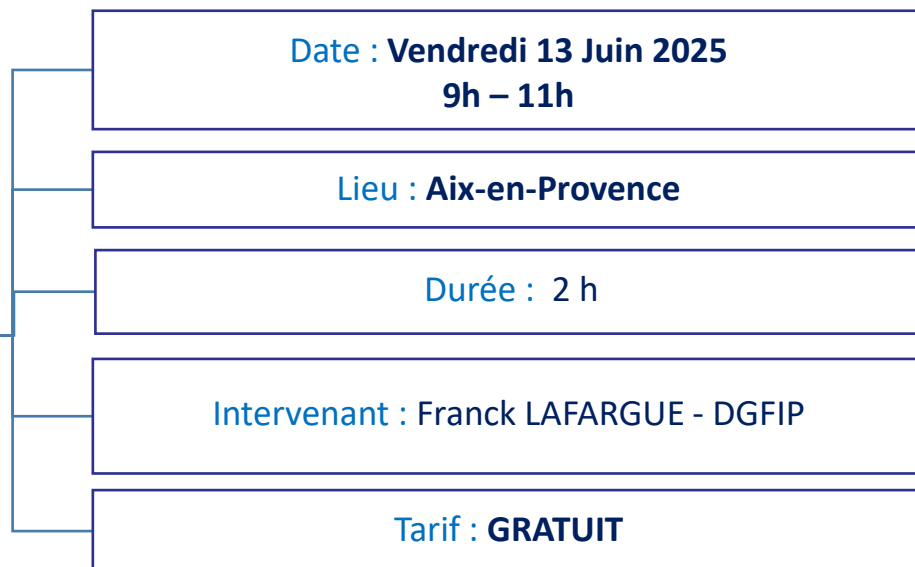 Date : Vendredi 13 Juin 2025
9h – 11h
Lieu : Aix-en-Provence
Durée : 2 h
Intervenant : Franck LAFARGUE - DGFIP
Tarif : GRATUIT